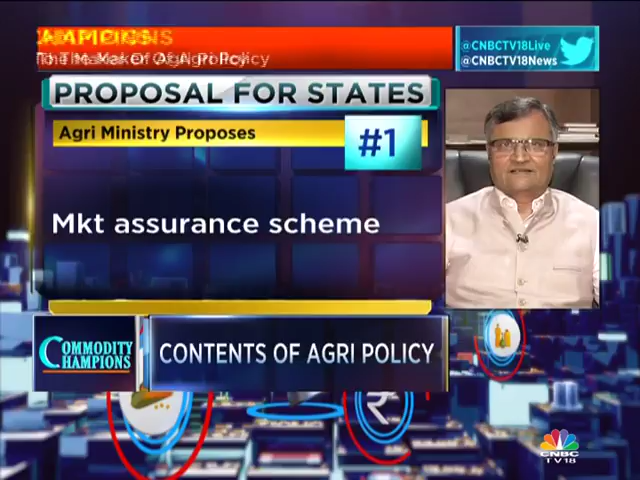 @CNBCTV18Live
@CNBCTV18News
PROPOSAL FOR STATES
Agri Ministry Proposes
#1
Mkt assurance scheme
COMMODITY
CHAMPIONS
CONTENTS OF AGRI POLICY
CNBC
TV18